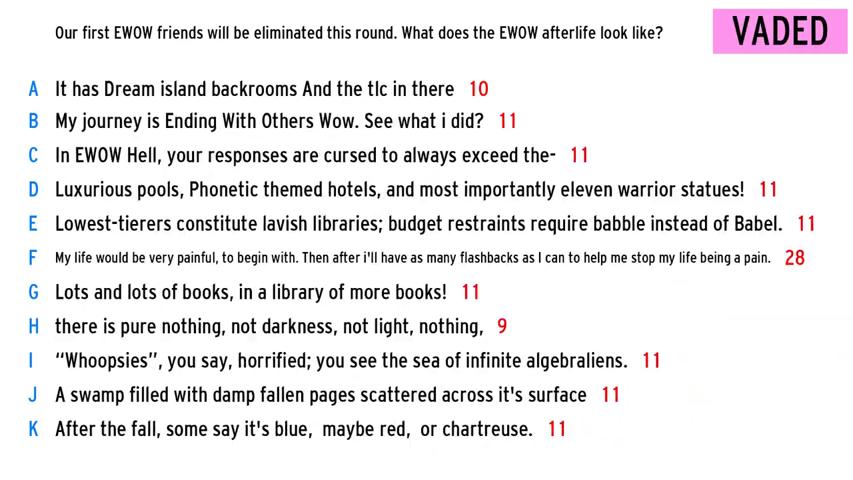 Our first EWOW friends will be eliminated this round. What does the EWOW afterlife look like?
VADED
A It has Dream island backrooms And the tlc in there 10
B My journey is Ending With Others Wow. See what i did? 11
C In EWOW Hell, your responses are cursed to always exceed the- 11
D Luxurious pools, Phonetic themed hotels, and most importantly eleven warrior statues! 11
E Lowest-tierers constitute lavish libraries; budget restraints require babble instead of Babel. 11
F My life would be very painful, to begin with. Then after i'll have as many flashbacks as I can to help me stop my life being a pain. 28
G Lots and lots of books, in a library of more books! 11
H there is pure nothing, not darkness, not light, nothing, 9
I “Whoopsies”, you say, horrified; you see the sea of infinite algebraliens. 11
J A swamp filled with damp fallen pages scattered across it's surface 11
K After the fall, some say it's blue, maybe red, or chartreuse. 11